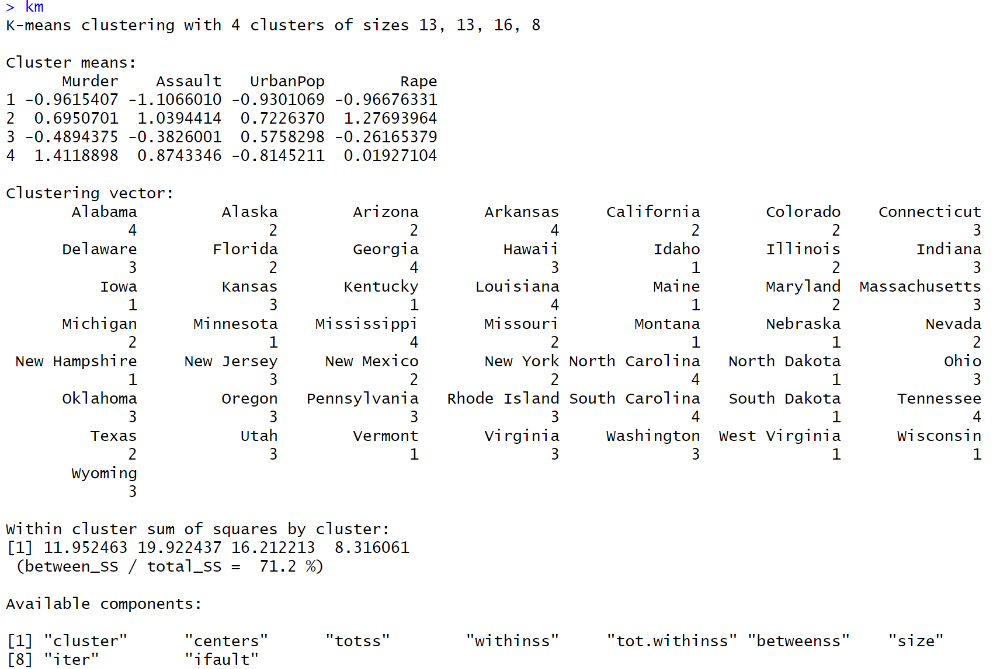 > km
K-means clustering with 4 clusters of sizes 13, 13, 16, 8

Cluster means:
      Murder    Assault   UrbanPop        Rape
1 -0.9615407 -1.1066010 -0.9301069 -0.96676331
2  0.6950701  1.0394414  0.7226370  1.27693964
3 -0.4894375 -0.3826001  0.5758298 -0.26165379
4  1.4118898  0.8743346 -0.8145211  0.01927104

Clustering vector:
       Alabama         Alaska        Arizona       Arkansas     California       Colorado    Connecticut
             4              2              2              4              2              2              3
      Delaware        Florida        Georgia         Hawaii          Idaho       Illinois        Indiana
             3              2              4              3              1              2              3
          Iowa         Kansas       Kentucky      Louisiana          Maine       Maryland  Massachusetts
             1              3              1              4              1              2              3
      Michigan      Minnesota    Mississippi       Missouri        Montana       Nebraska         Nevada
             2              1              4              2              1              1              2
 New Hampshire     New Jersey     New Mexico       New York North Carolina   North Dakota           Ohio
             1              3              2              2              4              1              3
      Oklahoma         Oregon   Pennsylvania   Rhode Island South Carolina   South Dakota      Tennessee
             3              3              3              3              4              1              4
         Texas           Utah        Vermont       Virginia     Washington  West Virginia      Wisconsin
             2              3              1              3              3              1              1
       Wyoming
             3

Within cluster sum of squares by cluster:
[1] 11.952463 19.922437 16.212213  8.316061
 (between_SS / total_SS =  71.2 %)

Available components:

[1] "cluster"      "centers"      "totss"        "withinss"     "tot.withinss" "betweenss"    "size"
[8] "iter"         "ifault"